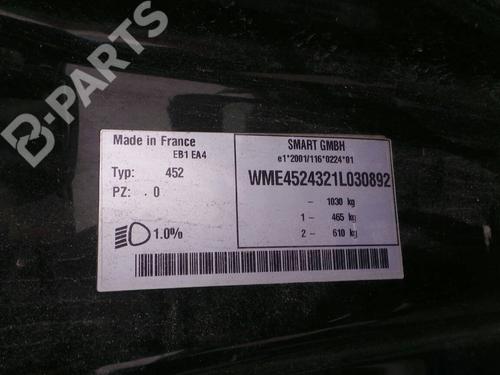 B-PARTS
Made in France
EB1 EA4
Typ: 452
PZ: . 0
1.0%
SMART GMBH
e1*2001/116*0224*01
WME4524321L030892
- 1030 kg
1 - 465 kg
2 - 610 kg